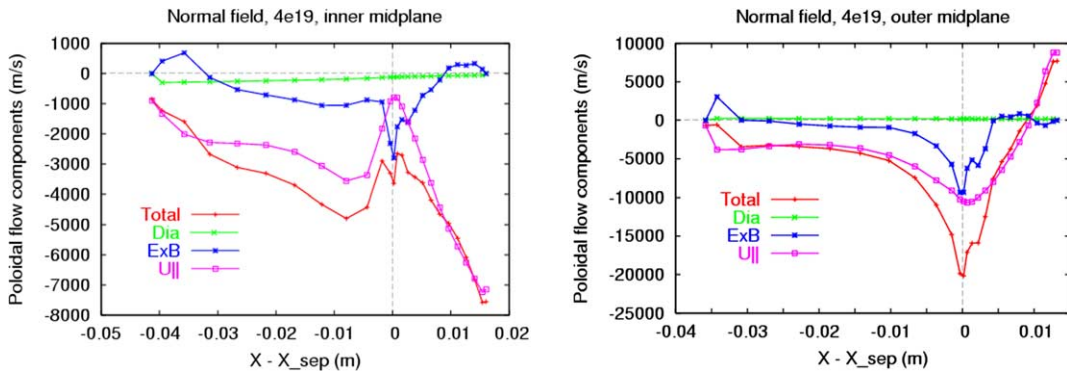 Normal field, 4e19, inner midplane
Poloidal flow components (m/s)
1000
0
-1000
-2000
-3000
-4000
-5000
-6000
-7000
-8000
Total
Dia
ExB
U||
-0.05 -0.04 -0.03 -0.02 -0.01 0 0.01 0.02
X - X_sep (m)
Normal field, 4e19, outer midplane
Poloidal flow components (m/s)
10000
5000
0
-5000
-10000
-15000
-20000
-25000
Total
Dia
ExB
U||
-0.04 -0.03 -0.02 -0.01 0 0.01
X - X_sep (m)